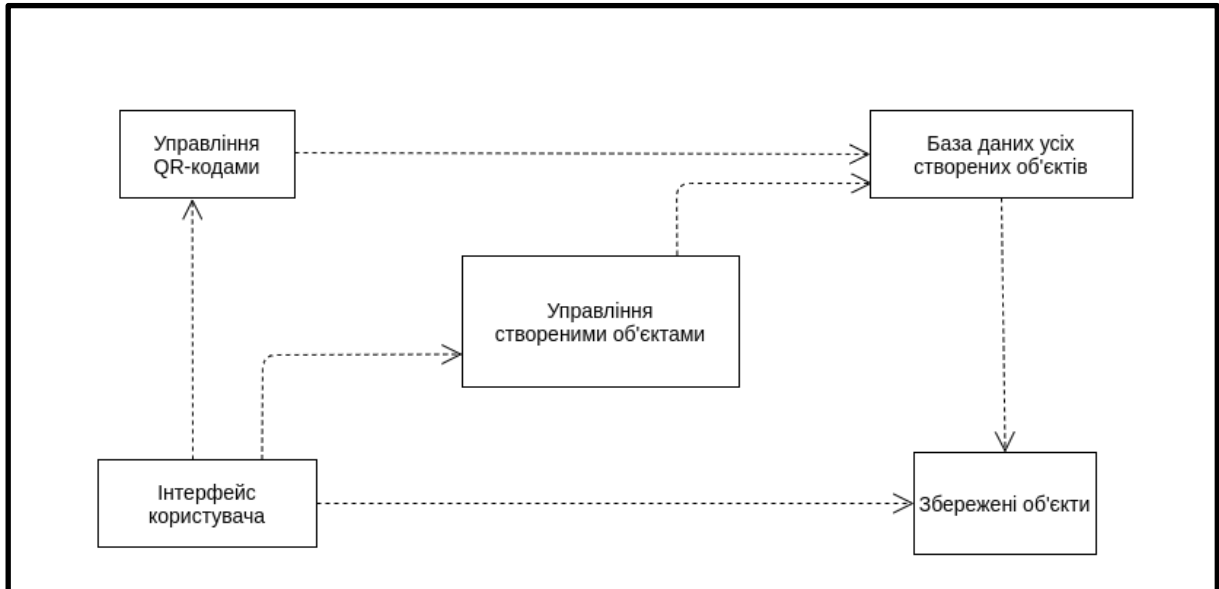 Управління
QR-кодами
База даних усіх
створених об'єктів
Управління
створеними об'єктами
Інтерфейс
користувача
Збережені об'єкти